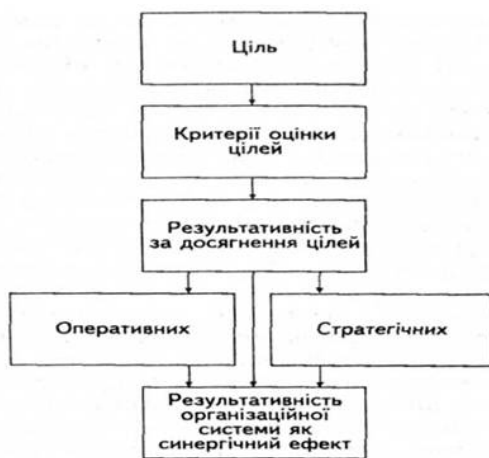 Ціль
Критерії оцінки
цілей
Результативність
за досягнення цілей
Оперативних
Стратегічних
Результативність
організаційної
системи як
синергічний ефект